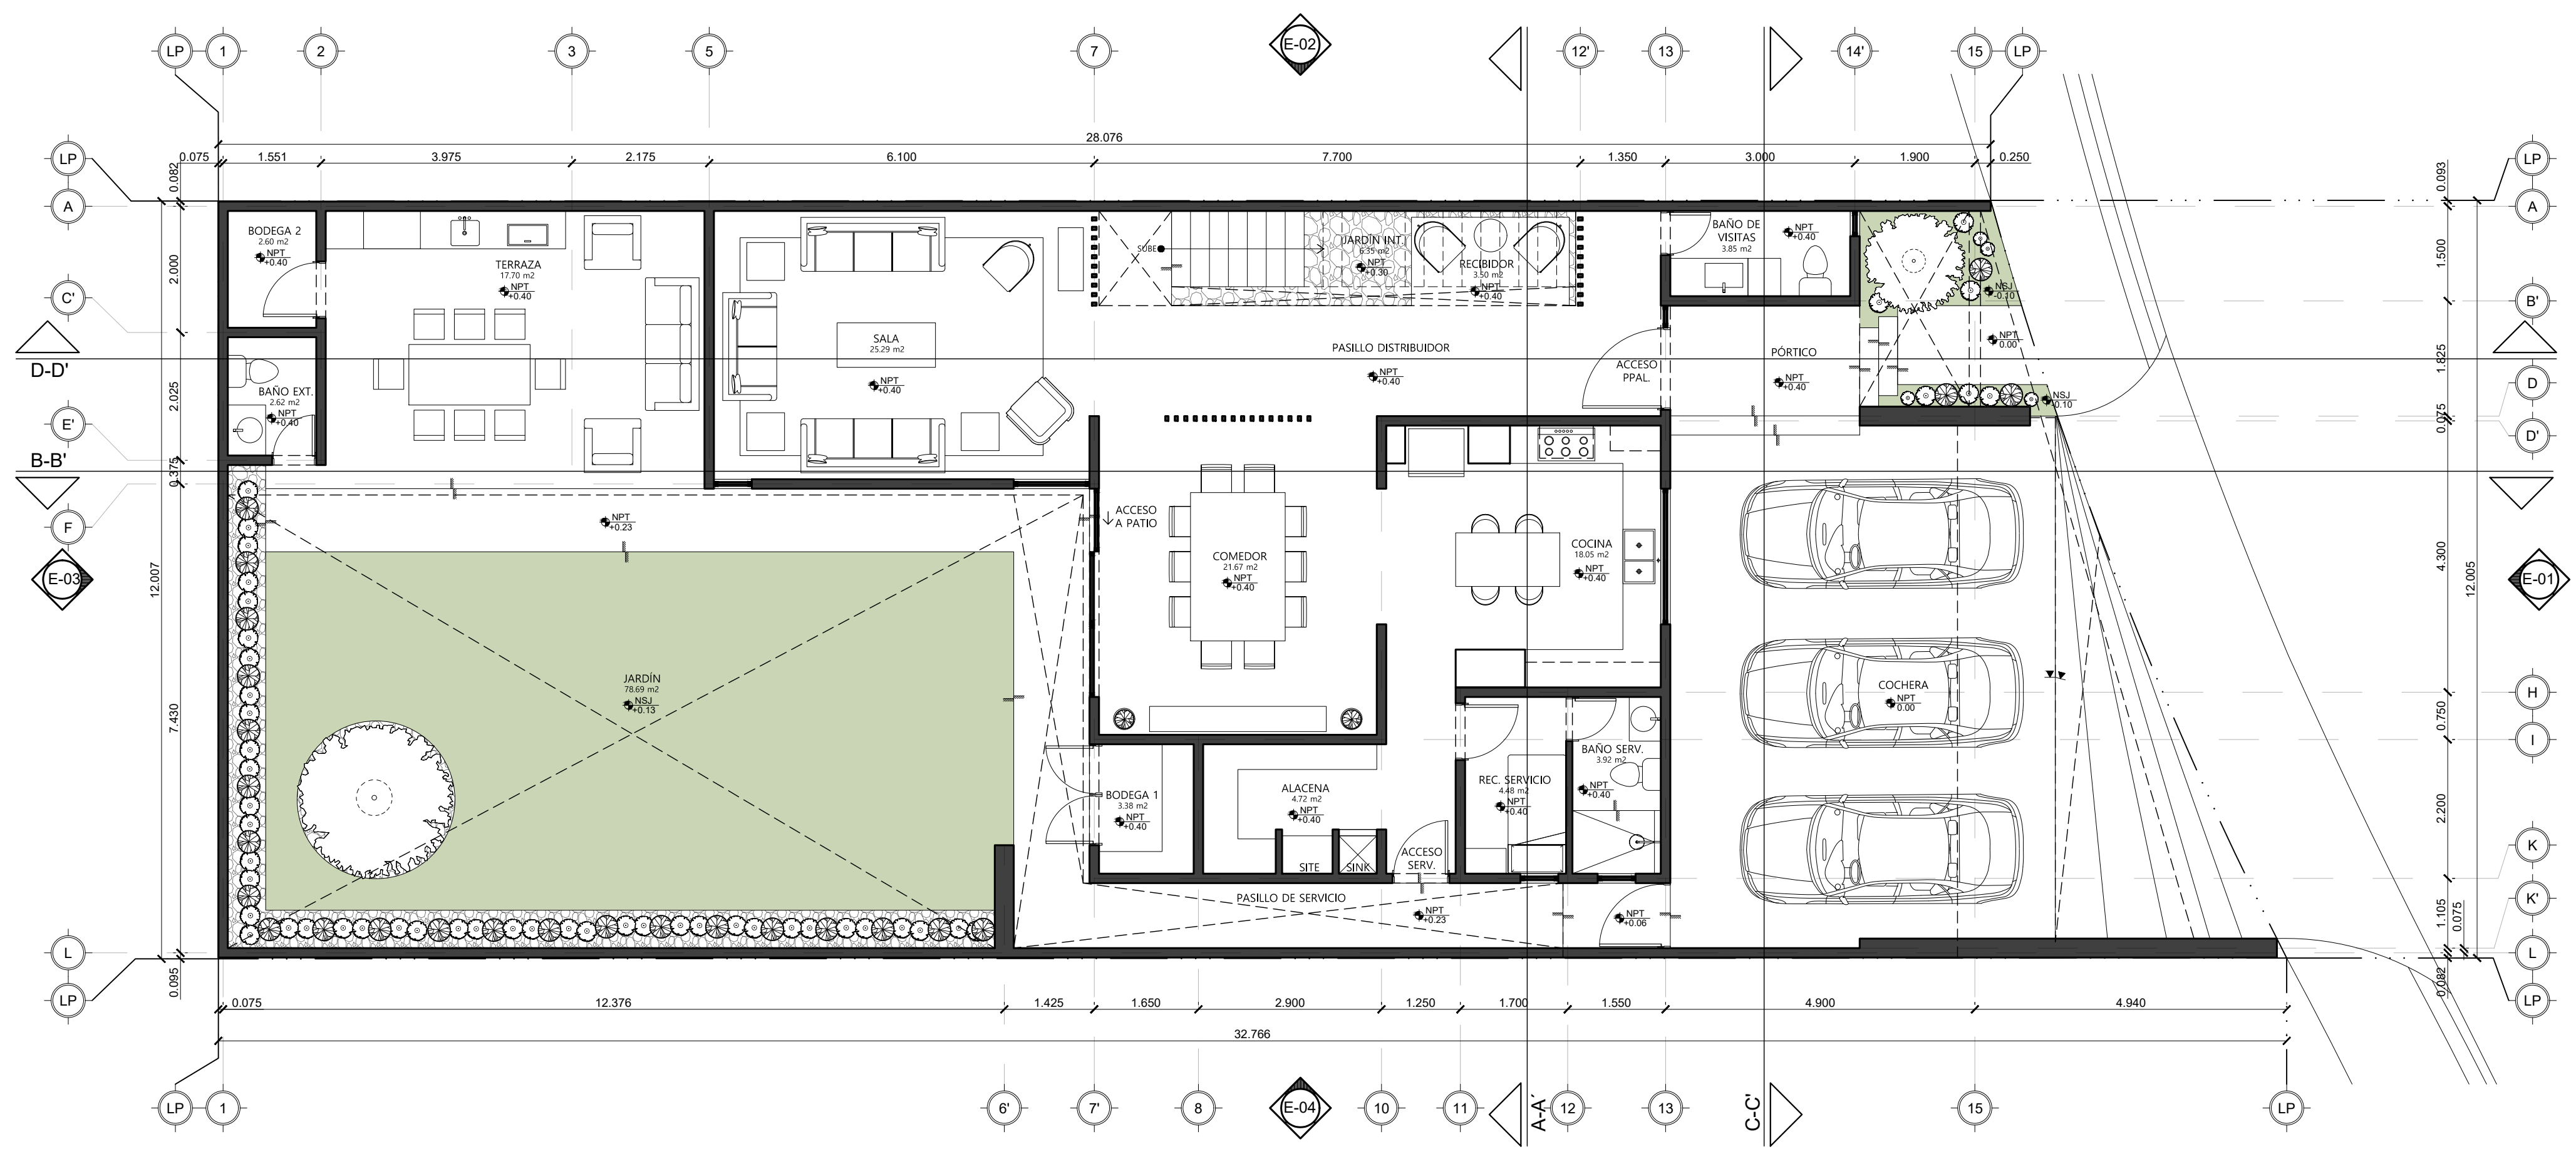 LP 1 2 3 5 7 E-02 12' 13 14' 15 LP
28.076
0.075 1.551 3.975 2.175 6.100 7.700 1.350 3.000 1.900 0.250
LP
A
C'
D-D'
E'
B-B'
F
E-03
L
LP
0.082
2.000
2.025
0.375
7.430
0.095
12.007
BODEGA 2
2.60 m2
NPT
+0.40
BAÑO EXT.
2.62 m2
NPT
+0.40
TERRAZA
17.70 m2
NPT
+0.40
SALA
25.29 m2
NPT
+0.40
SUBE
JARDÍN INT.
6.35 m2
NPT
+0.30
RECIBIDOR
3.50 m2
NPT
+0.40
PASILLO DISTRIBUIDOR
NPT
+0.40
BAÑO DE
VISITAS
3.85 m2
NPT
+0.40
ACCESO
PPAL.
PÓRTICO
NPT
+0.40
NSJ
-0.10
NPT
0.00
NSJ
-0.10
NPT
+0.23
ACCESO
A PATIO
COMEDOR
21.67 m2
NPT
+0.40
COCINA
18.05 m2
NPT
+0.40
JARDÍN
78.69 m2
NSJ
+0.13
COCHERA
NPT
0.00
BODEGA 1
3.38 m2
NPT
+0.40
ALACENA
4.72 m2
NPT
+0.40
SITE
SINK
ACCESO
SERV.
REC. SERVICIO
4.48 m2
NPT
+0.40
BAÑO SERV.
3.92 m2
NPT
+0.40
PASILLO DE SERVICIO
NPT
+0.23
NPT
+0.06
0.093
1.500
1.825
0.075
4.300
0.750
2.200
1.105
0.075
0.082
12.005
LP
A
B'
D
D'
E-01
H
I
K
K'
L
LP
0.075 12.376 1.425 1.650 2.900 1.250 1.700 1.550 4.900 4.940
32.766
LP 1 6' 7' 8 E-04 10 11 A-A' 12 13 C-C' 15 LP